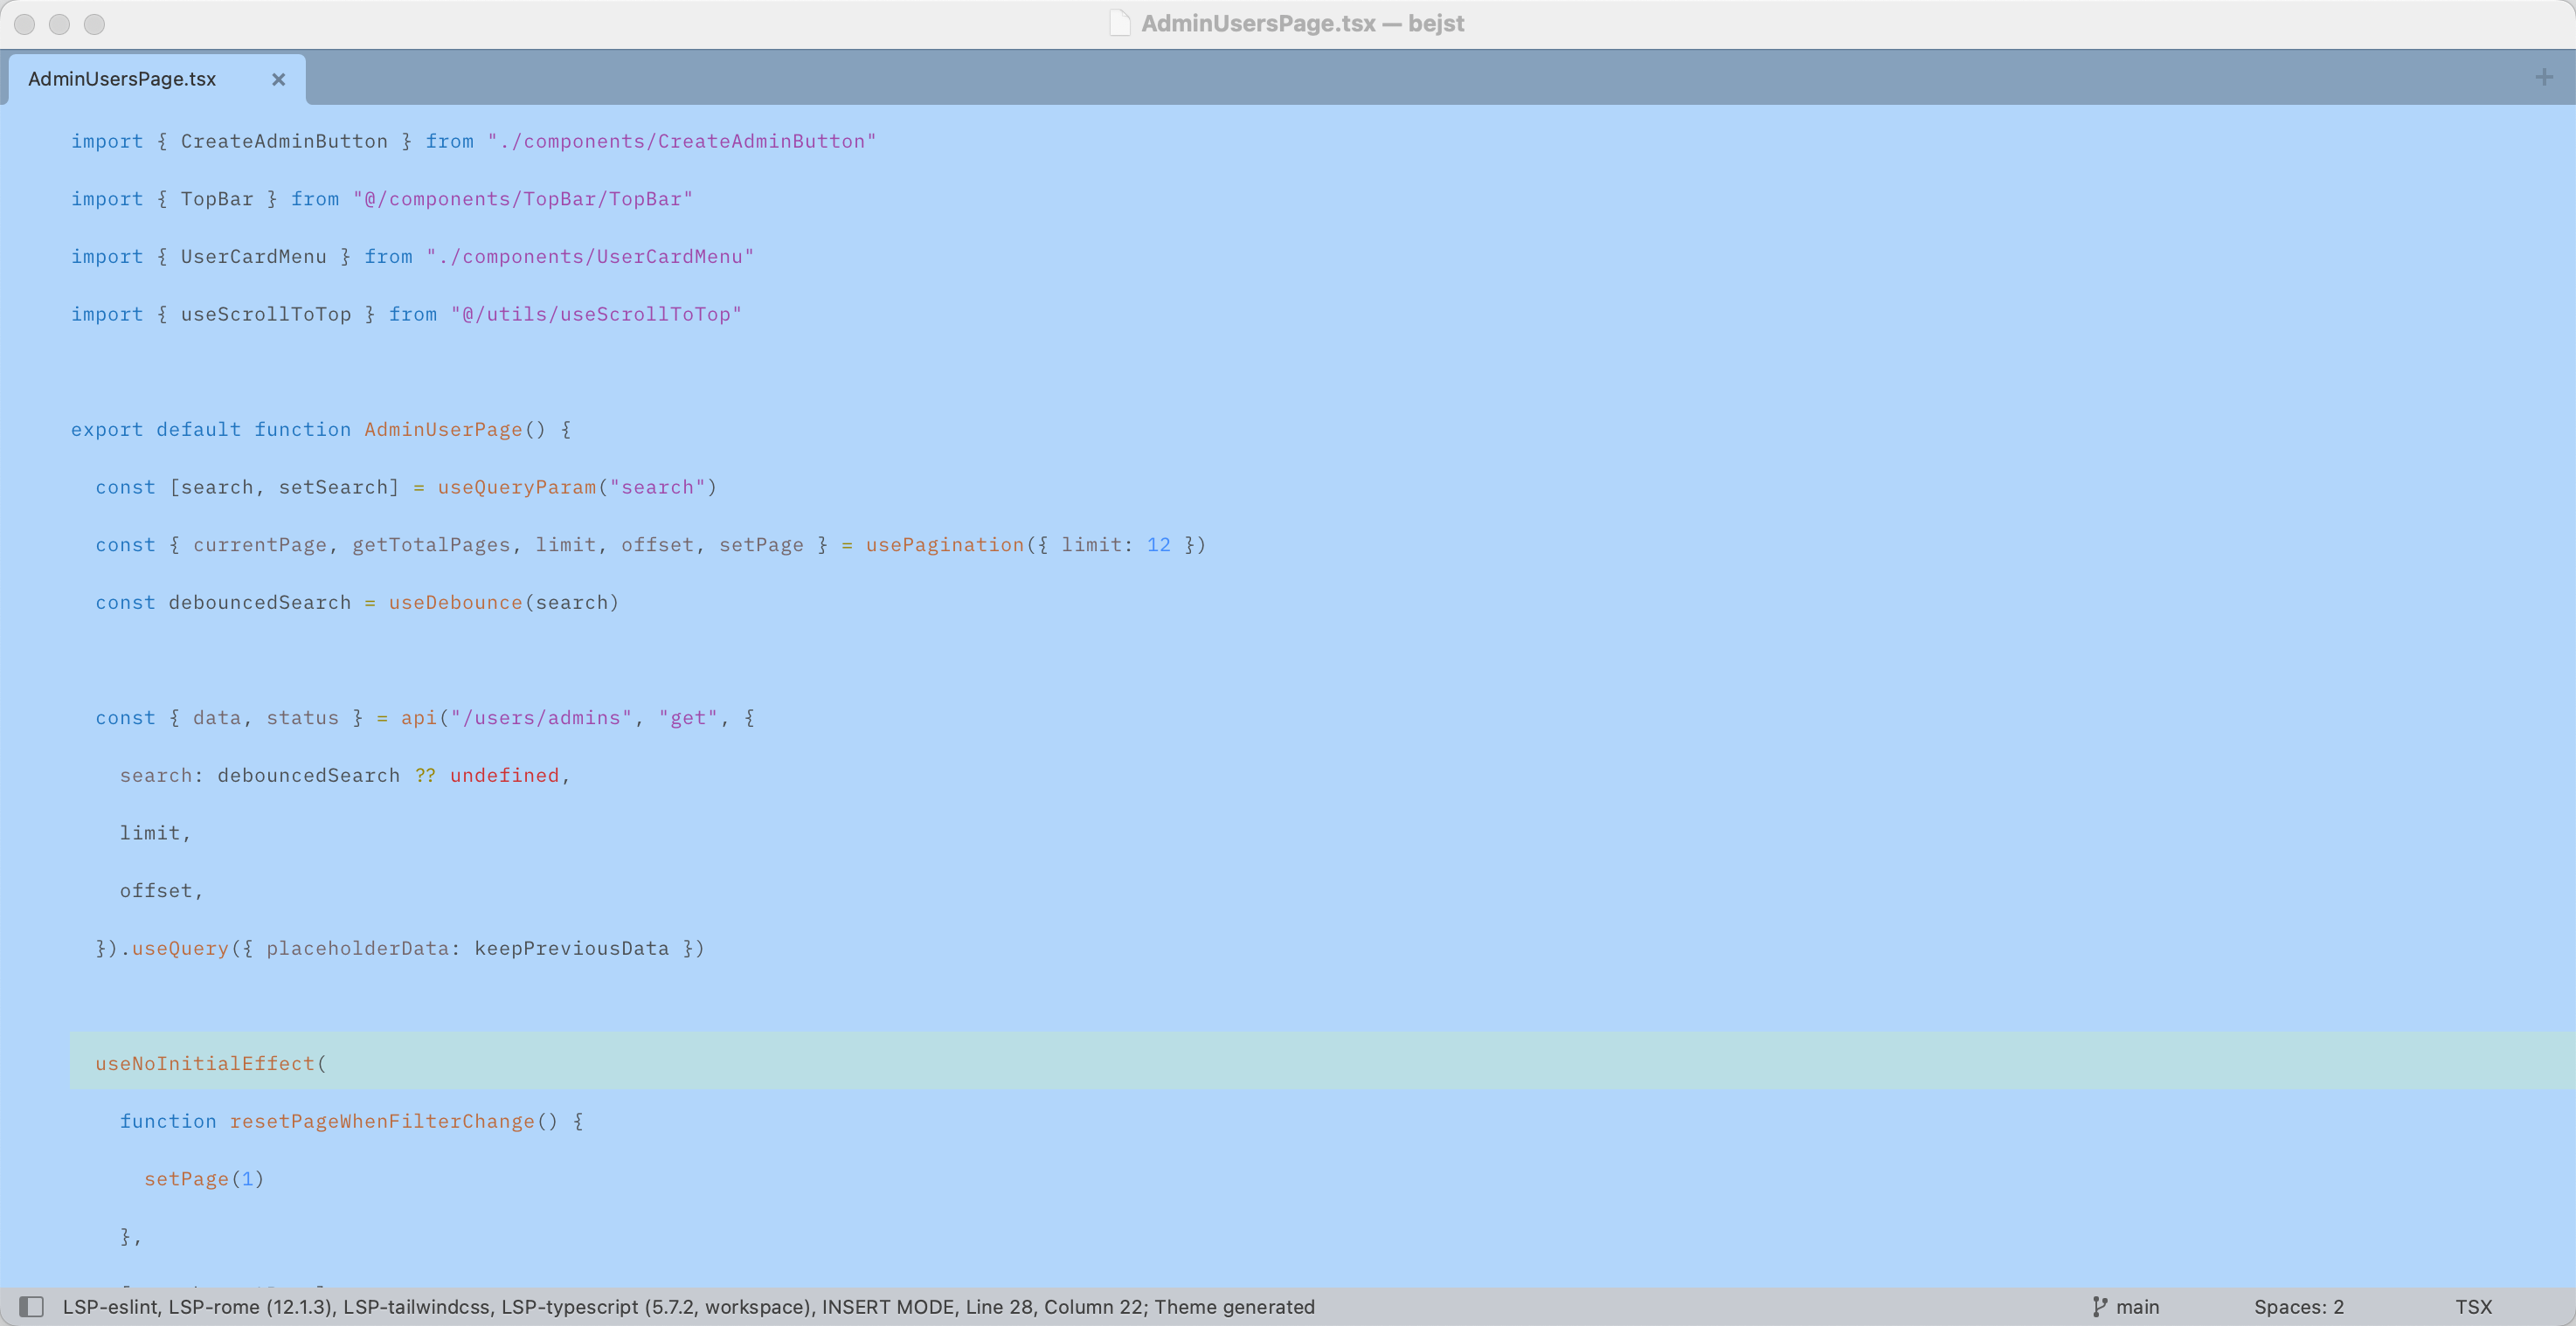 AdminUsersPage.tsx — bejst
AdminUsersPage.tsx
import { CreateAdminButton } from "./components/CreateAdminButton"
import { TopBar } from "@/components/TopBar/TopBar"
import { UserCardMenu } from "./components/UserCardMenu"
import { useScrollToTop } from "@/utils/useScrollToTop"
export default function AdminUserPage() {
const [search, setSearch] = useQueryParam("search")
const { currentPage, getTotalPages, limit, offset, setPage } = usePagination({ limit: 12 })
const debouncedSearch = useDebounce(search)
const { data, status } = api("/users/admins", "get", {
search: debouncedSearch ?? undefined,
limit,
offset,
}).useQuery({ placeholderData: keepPreviousData })
useNoInitialEffect(
function resetPageWhenFilterChange() {
setPage(1)
},
LSP-eslint, LSP-rome (12.1.3), LSP-tailwindcss, LSP-typescript (5.7.2, workspace), INSERT MODE, Line 28, Column 22; Theme generated
main
Spaces: 2
TSX